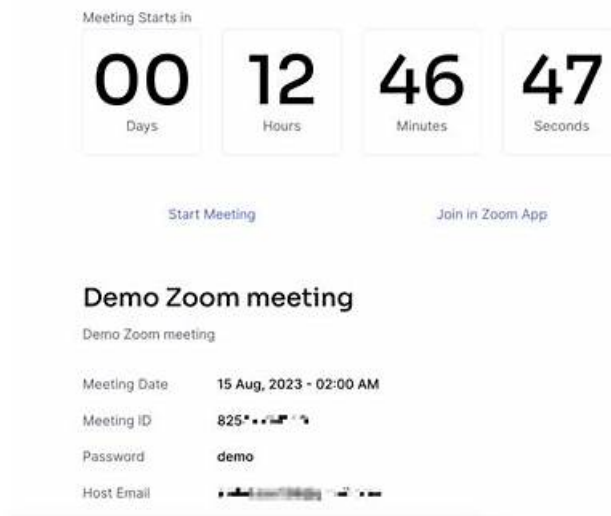 Meeting Starts in
00 12 46 47
Days Hours Minutes Seconds
Start Meeting Join in Zoom App
Demo Zoom meeting
Demo Zoom meeting
Meeting Date 15 Aug, 2023 - 02:00 AM
Meeting ID 825
Password demo
Host Email